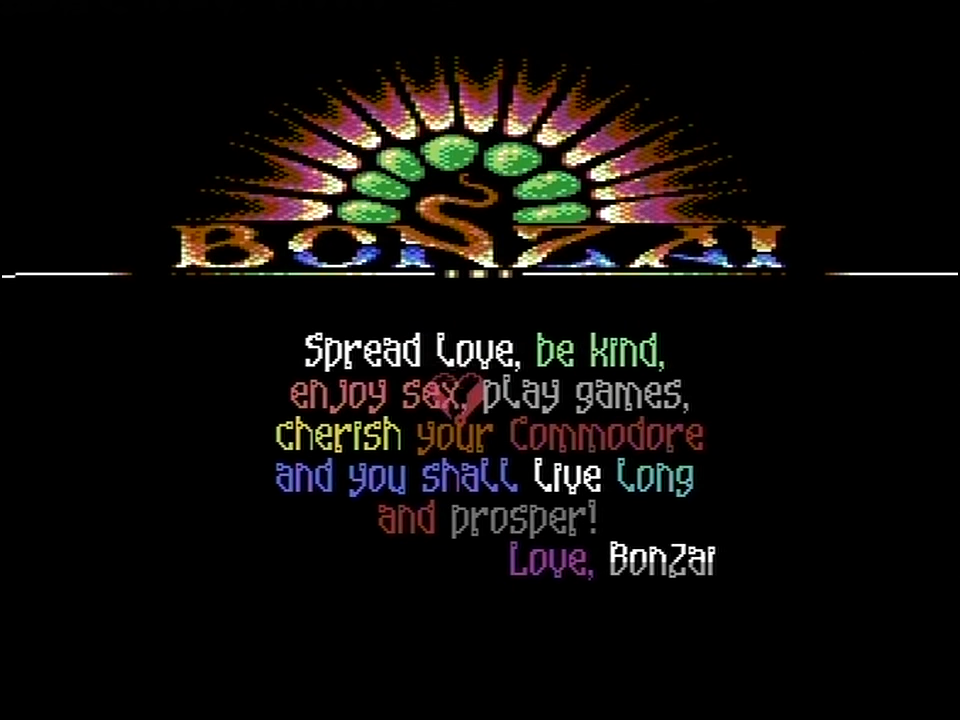 BONZAI
Spread Love, be kind,
enjoy sex, play games,
cherish your Commodore
and you shall live long
and prosper!
Love, BonZai